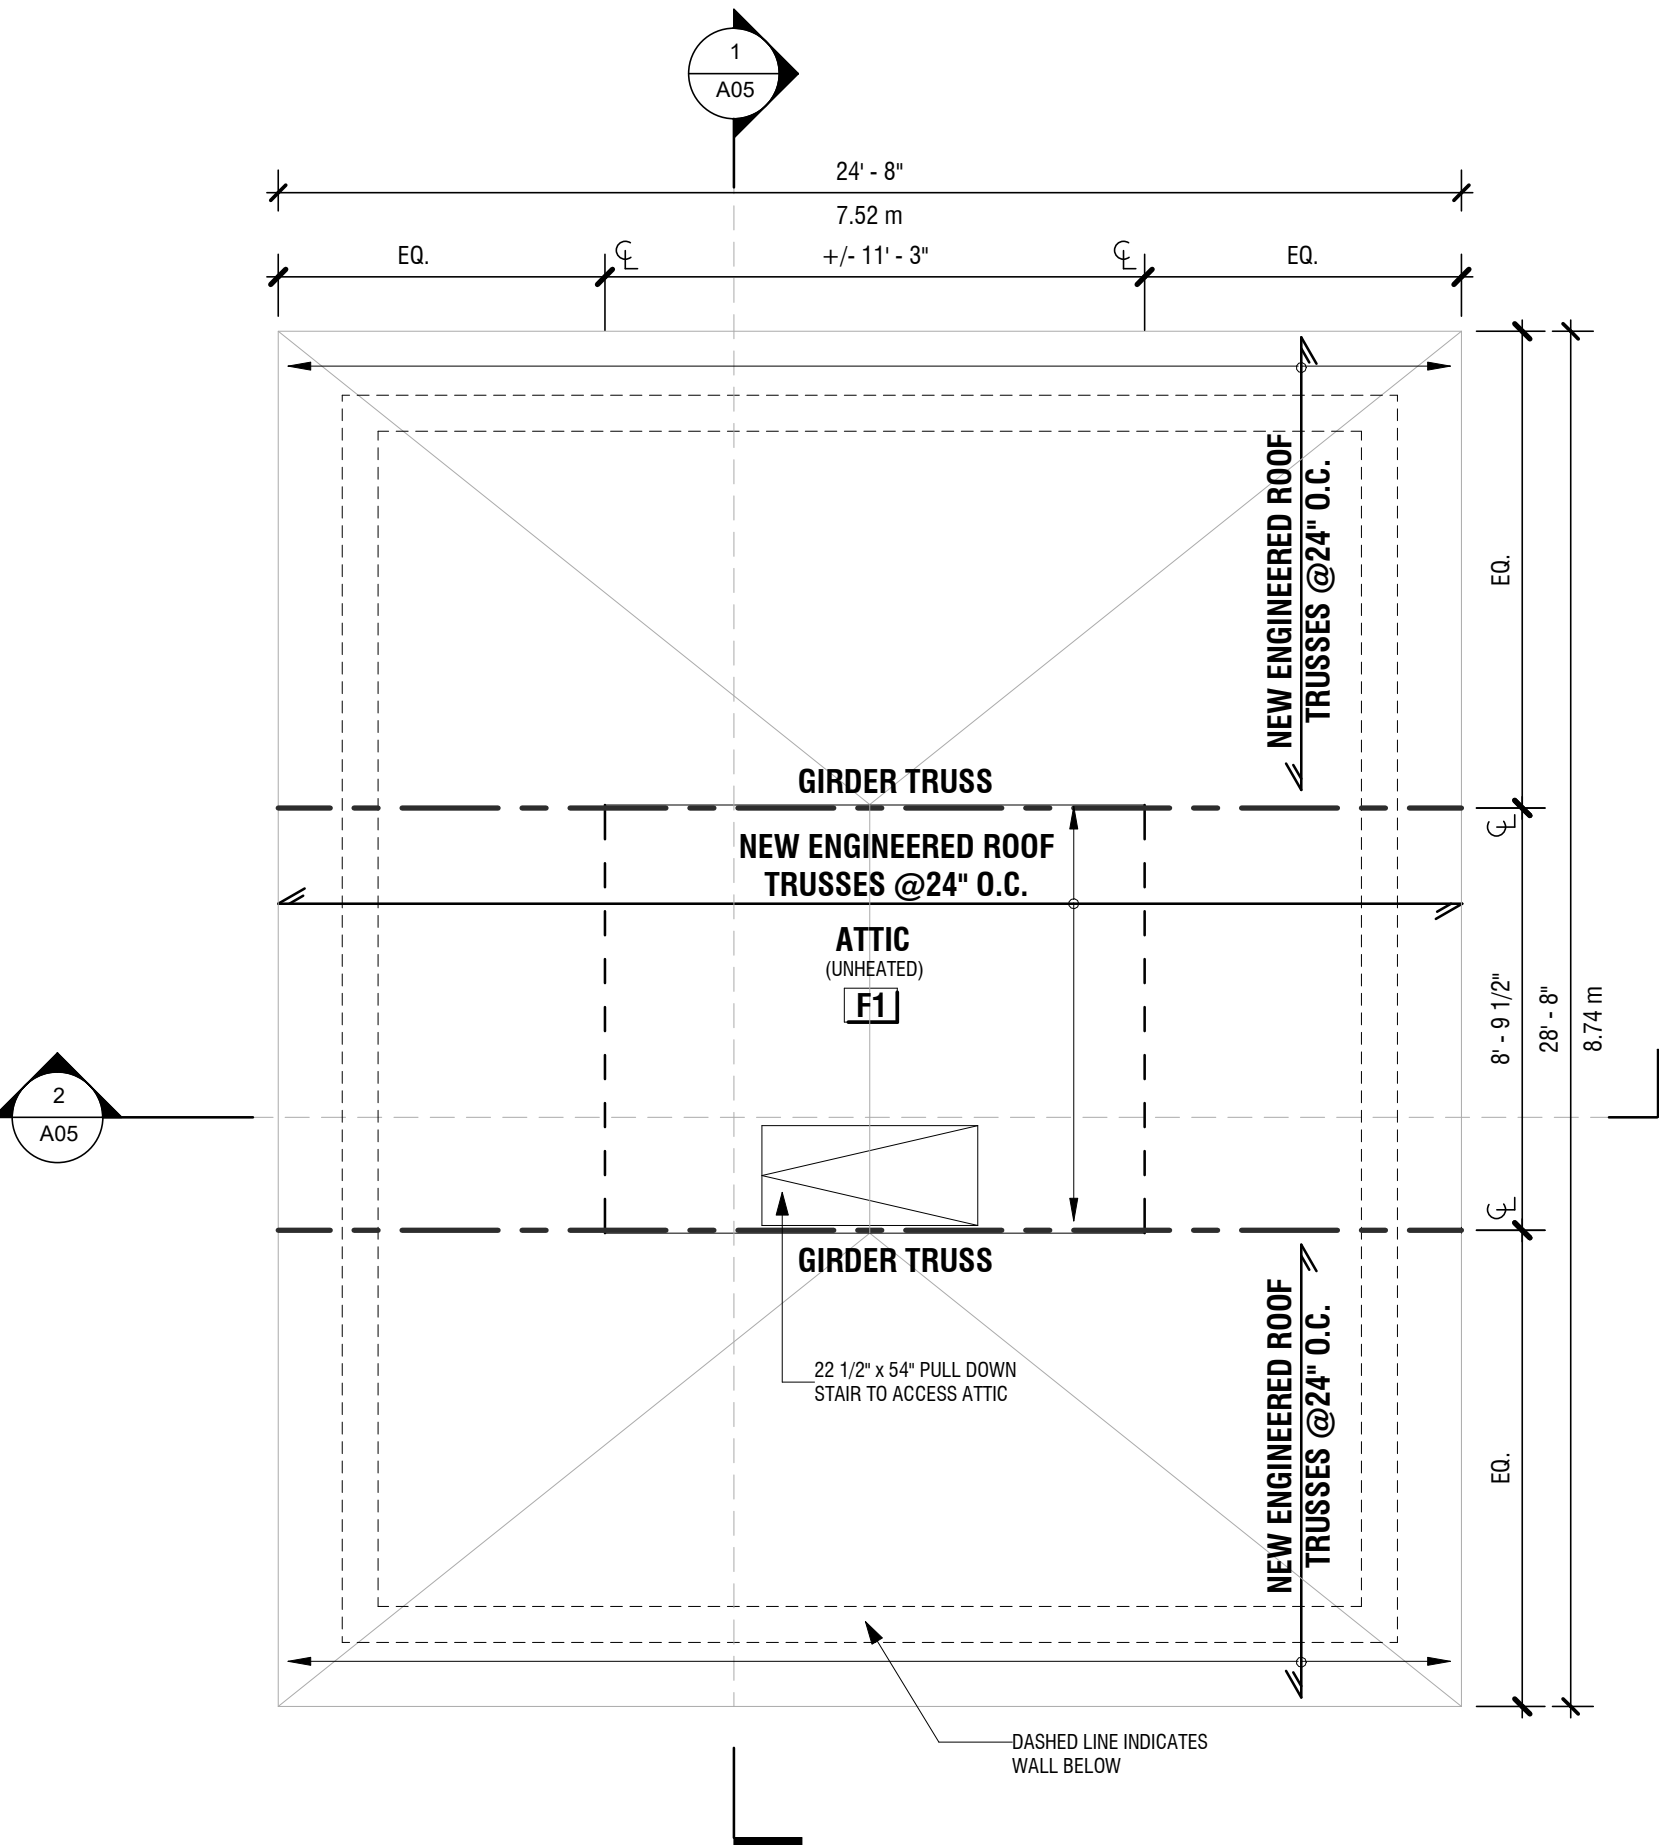 1
A05
24' - 8"
7.52 m
EQ.
℄
+/- 11' - 3"
℄
EQ.
NEW ENGINEERED ROOF
TRUSSES @24" O.C.
EQ.
GIRDER TRUSS
℄
NEW ENGINEERED ROOF
TRUSSES @24" O.C.
ATTIC
(UNHEATED)
F1
8' - 9 1/2"
28' - 8"
8.74 m
2
A05
℄
GIRDER TRUSS
NEW ENGINEERED ROOF
TRUSSES @24" O.C.
22 1/2" x 54" PULL DOWN
STAIR TO ACCESS ATTIC
EQ.
DASHED LINE INDICATES
WALL BELOW